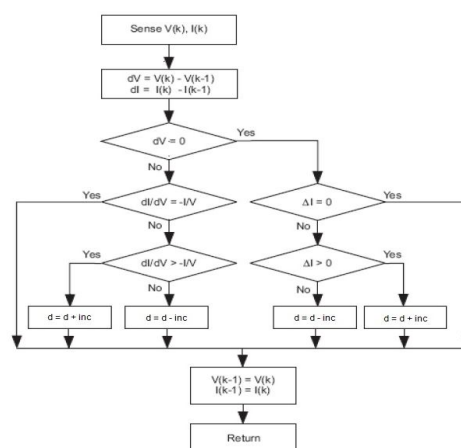 Sense V(k), I(k)
dV = V(k) - V(k-1)
dI = I(k) - I(k-1)
dV = 0
Yes
No
Yes
dI/dV = -I/V
ΔI = 0
Yes
No
No
Yes
dI/dV > -I/V
ΔI > 0
Yes
No
No
d = d + inc
d = d - inc
d = d - inc
d = d + inc
V(k-1) = V(k)
I(k-1) = I(k)
Return